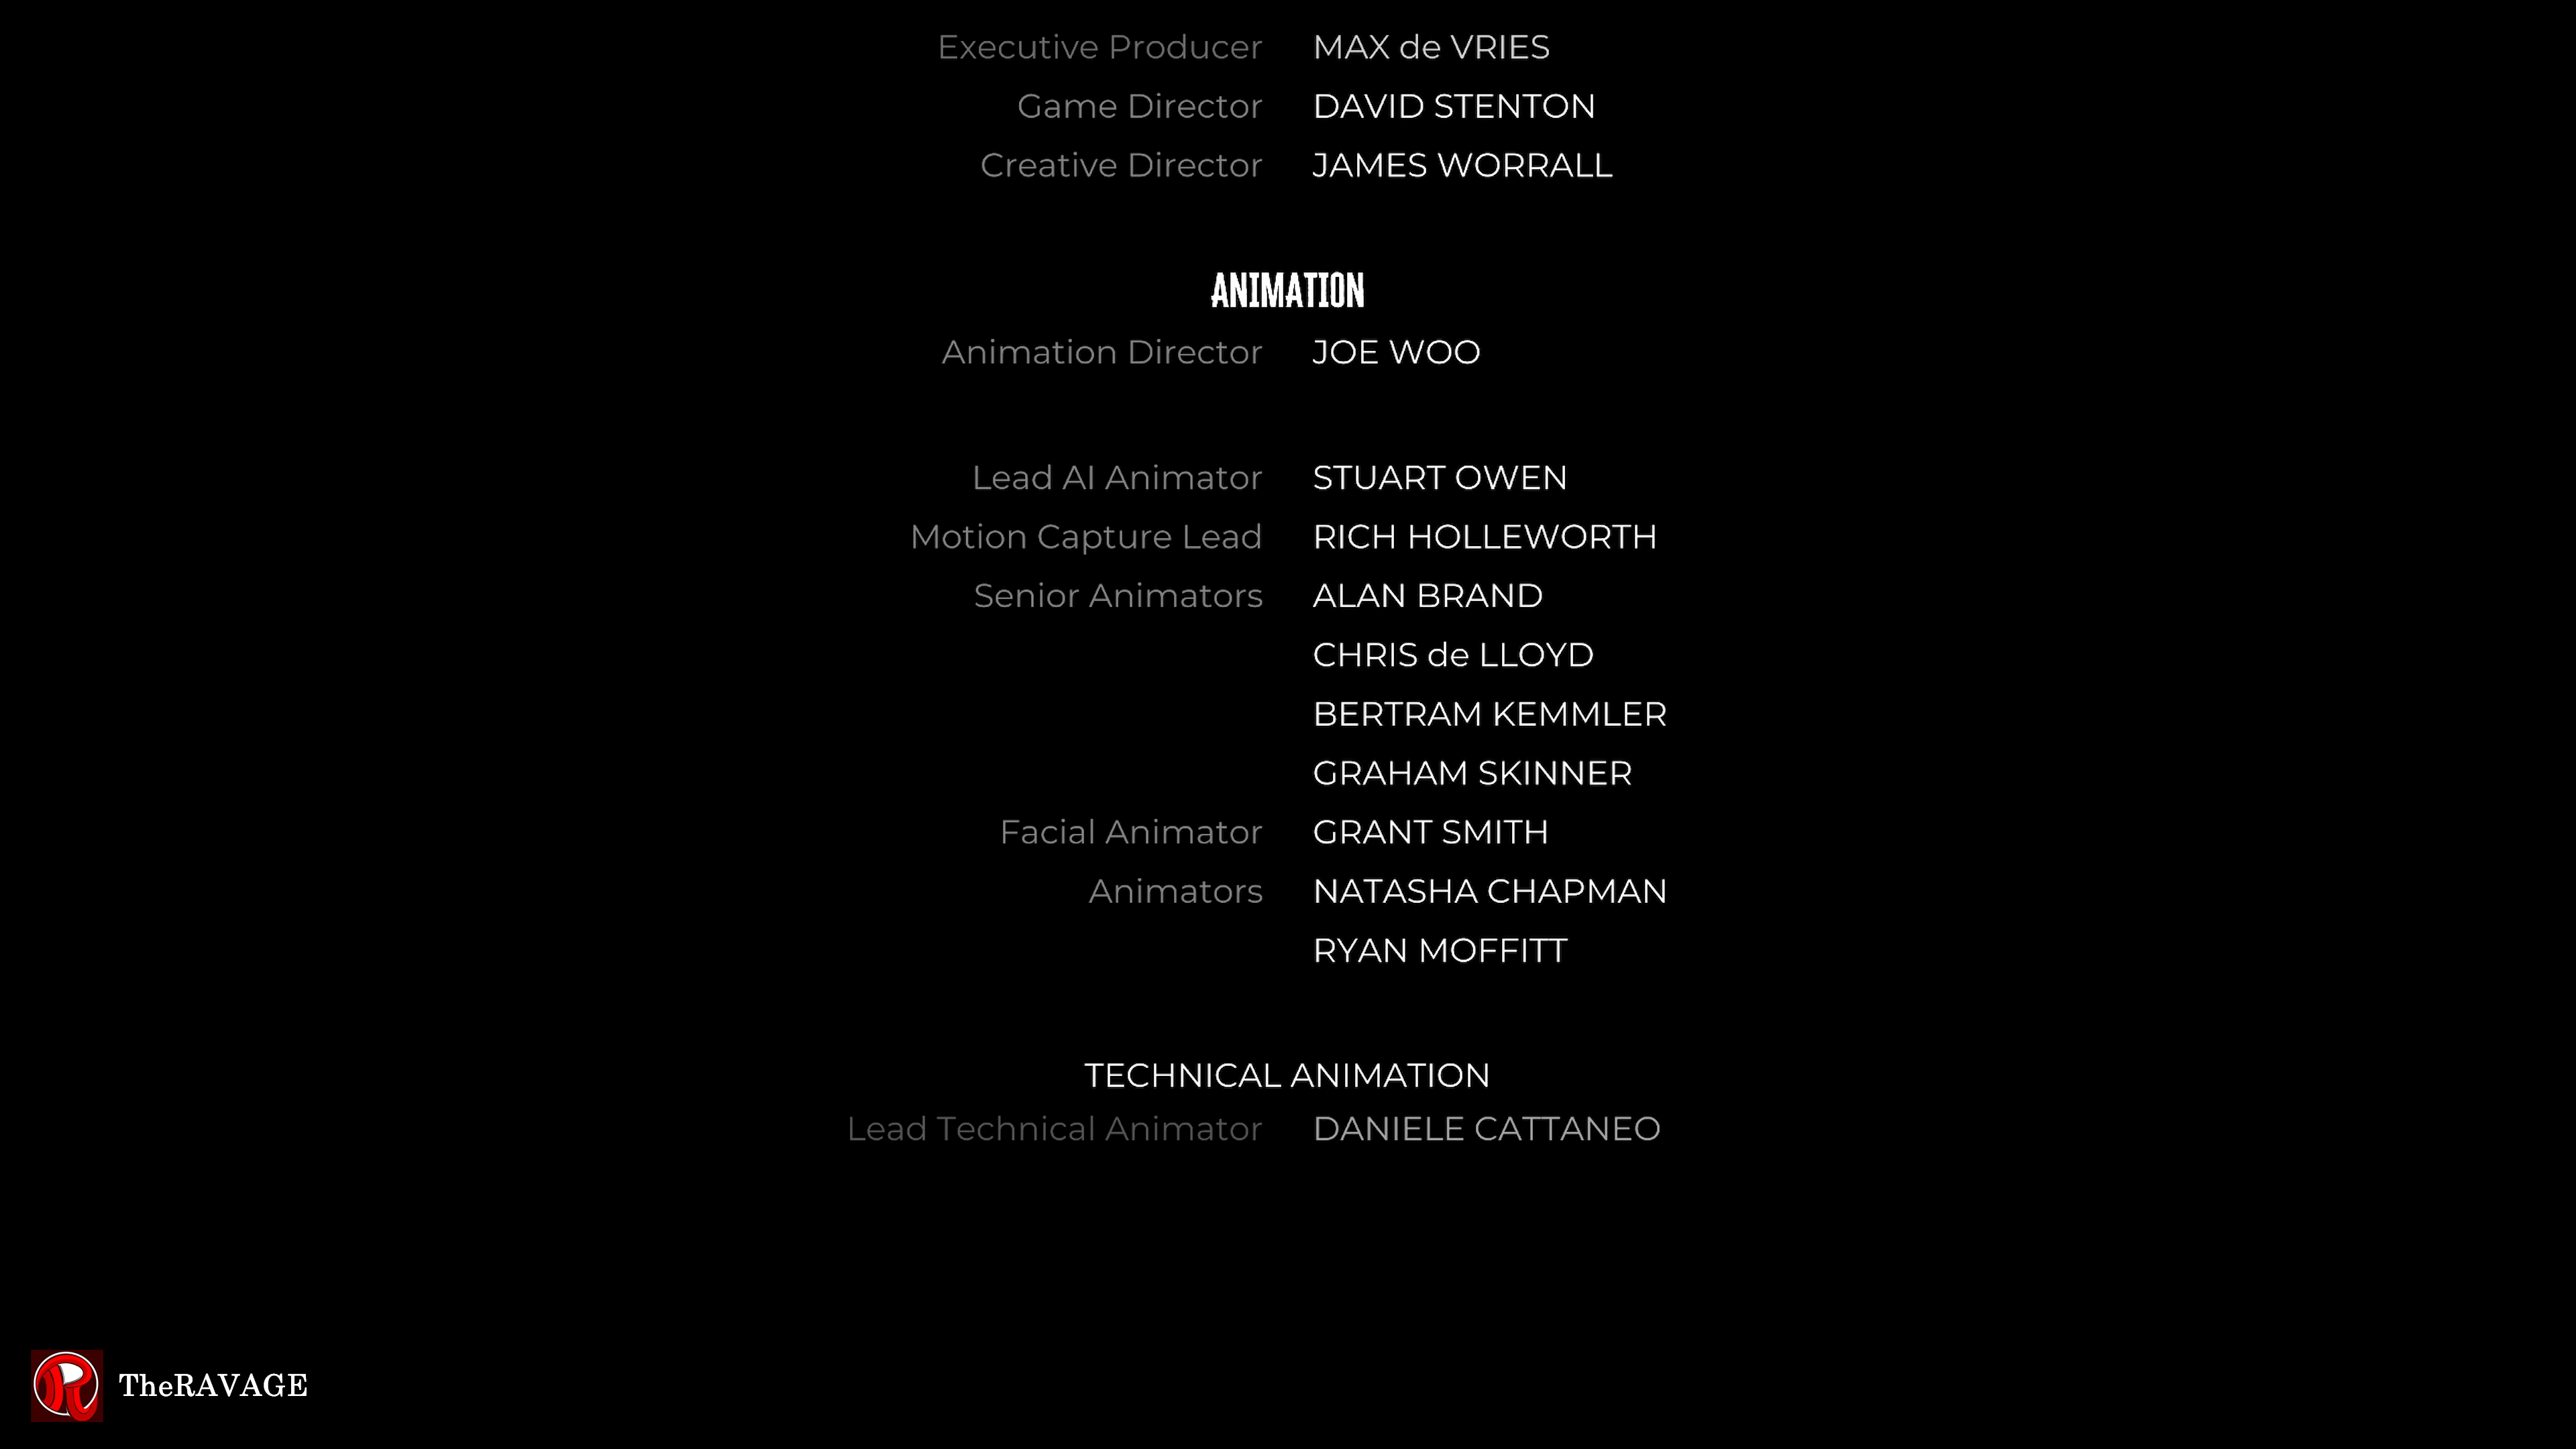 Executive Producer MAX de VRIES
Game Director DAVID STENTON
Creative Director JAMES WORRALL
ANIMATION
Animation Director JOE WOO
Lead AI Animator STUART OWEN
Motion Capture Lead RICH HOLLEWORTH
Senior Animators ALAN BRAND
CHRIS de LLOYD
BERTRAM KEMMLER
GRAHAM SKINNER
Facial Animator GRANT SMITH
Animators NATASHA CHAPMAN
RYAN MOFFITT
TECHNICAL ANIMATION
Lead Technical Animator DANIELE CATTANEO
TheRAVAGE